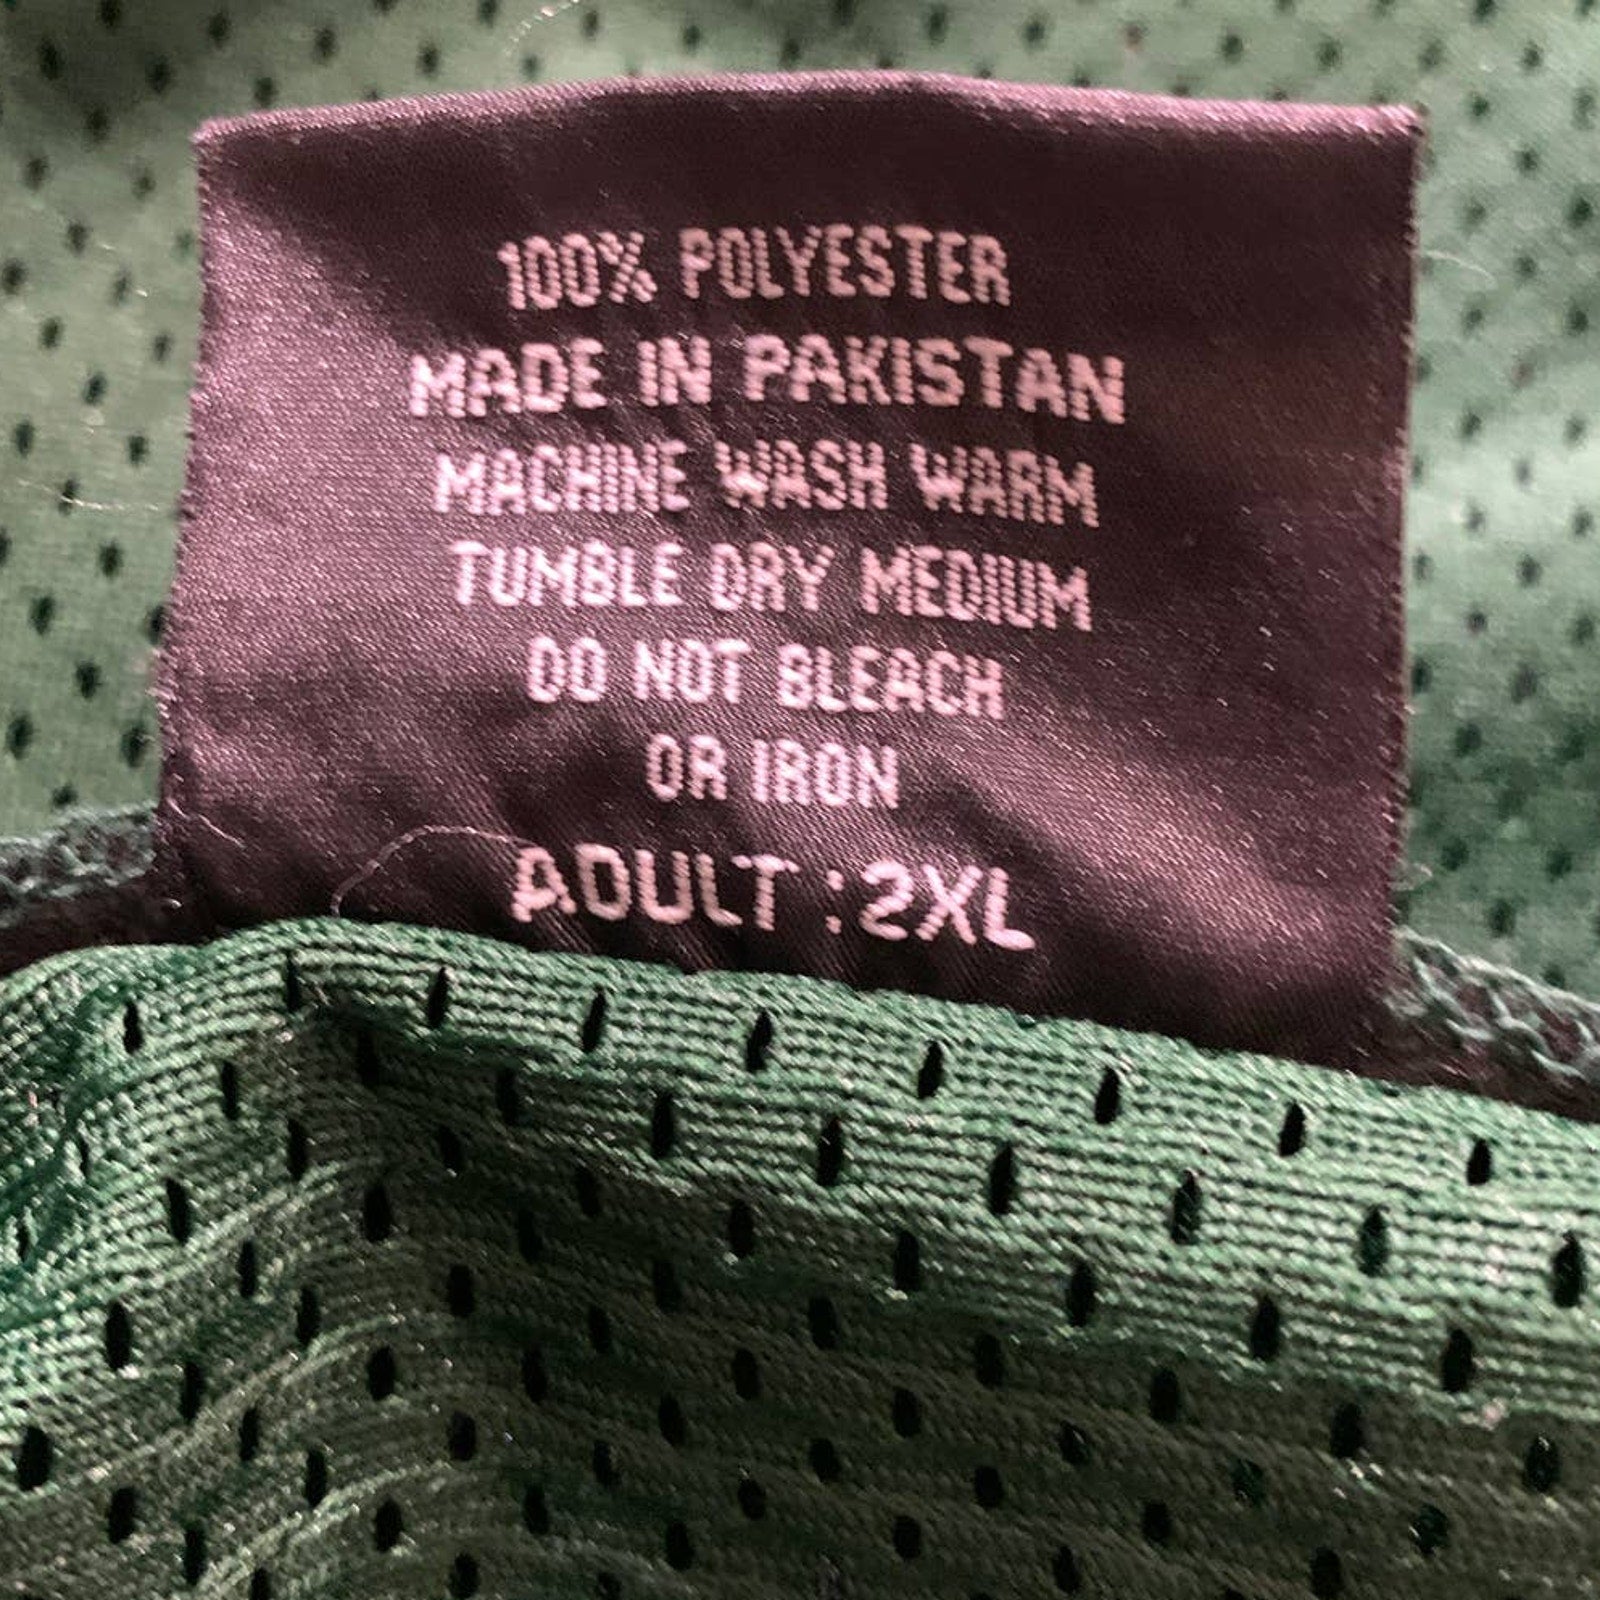 100% POLYESTER
MADE IN PAKISTAN
MACHINE WASH WARM
TUMBLE DRY MEDIUM
DO NOT BLEACH
OR IRON
ADULT : 2XL